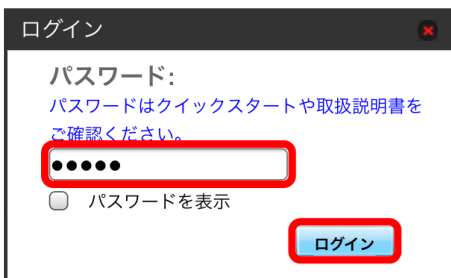 ログイン
パスワード:
パスワードはクイックスタートや取扱説明書を
ご確認ください。
●●●●●
パスワードを表示
ログイン